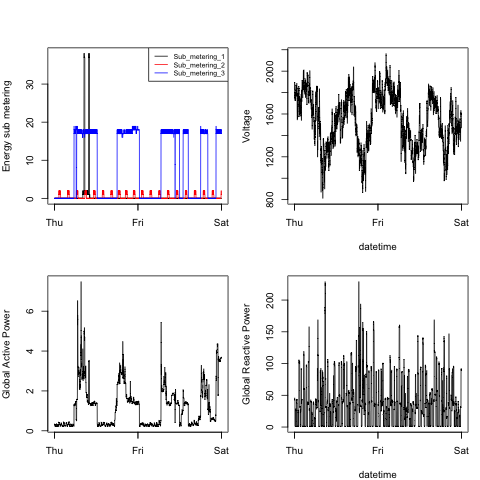 Energy sub metering
0 10 20 30
Sub_metering_1
Sub_metering_2
Sub_metering_3
Thu Fri Sat
Voltage
800 1200 1600 2000
Thu Fri Sat
datetime
Global Active Power
0 2 4 6
Thu Fri Sat
Global Reactive Power
0 50 100 150 200
Thu Fri Sat
datetime